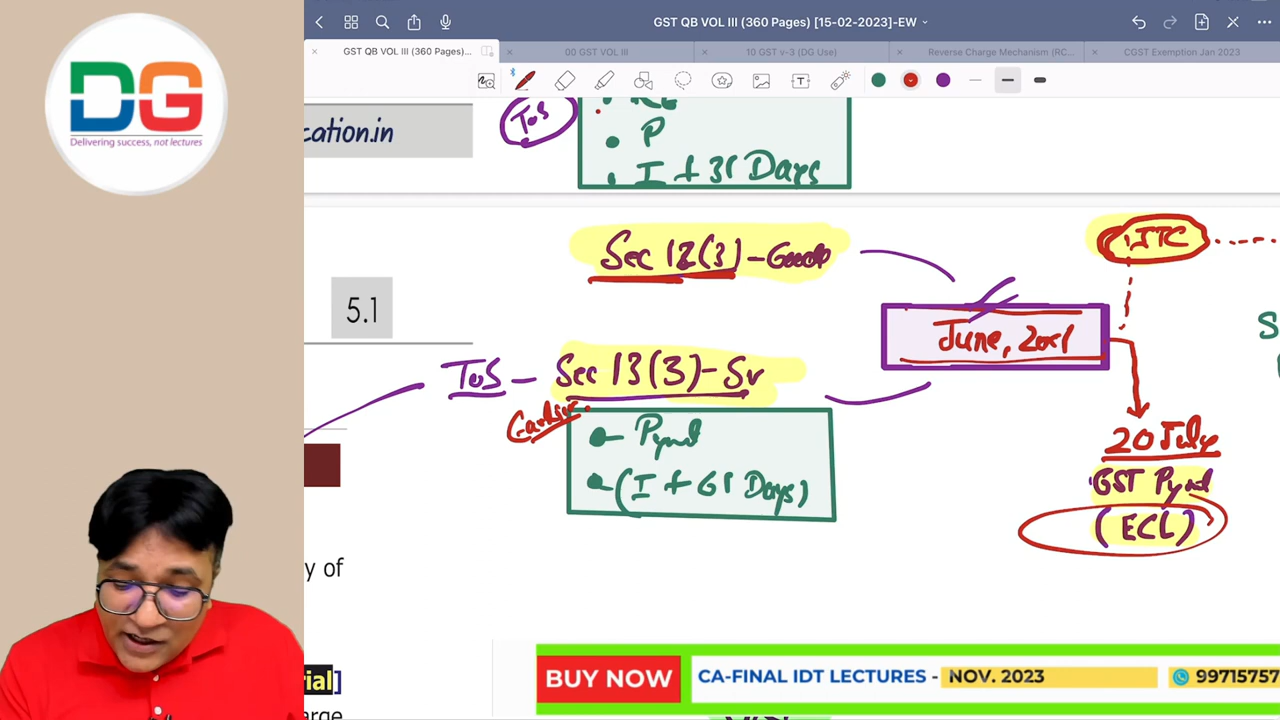 GST QB VOL III (360 Pages) [15-02-2023]-EW
GST QB VOL III (360 Pages)...
00 GST VOL III
10 GST v-3 (DG Use)
Reverse Charge Mechanism (RC...
CGST Exemption Jan 2023
DG
Delivering success, not lectures
cation.in
ToS
P
I + 31 Days
Sec 12(3) - Goods
ITC
5.1
June, 2021
ToS - Sec 13(3) - Sv
Earlier
Pymt
(I + 61 Days)
20 July
GST Pymt
(ECL)
y of
ial]
arge
BUY NOW
CA-FINAL IDT LECTURES - NOV. 2023
99715757